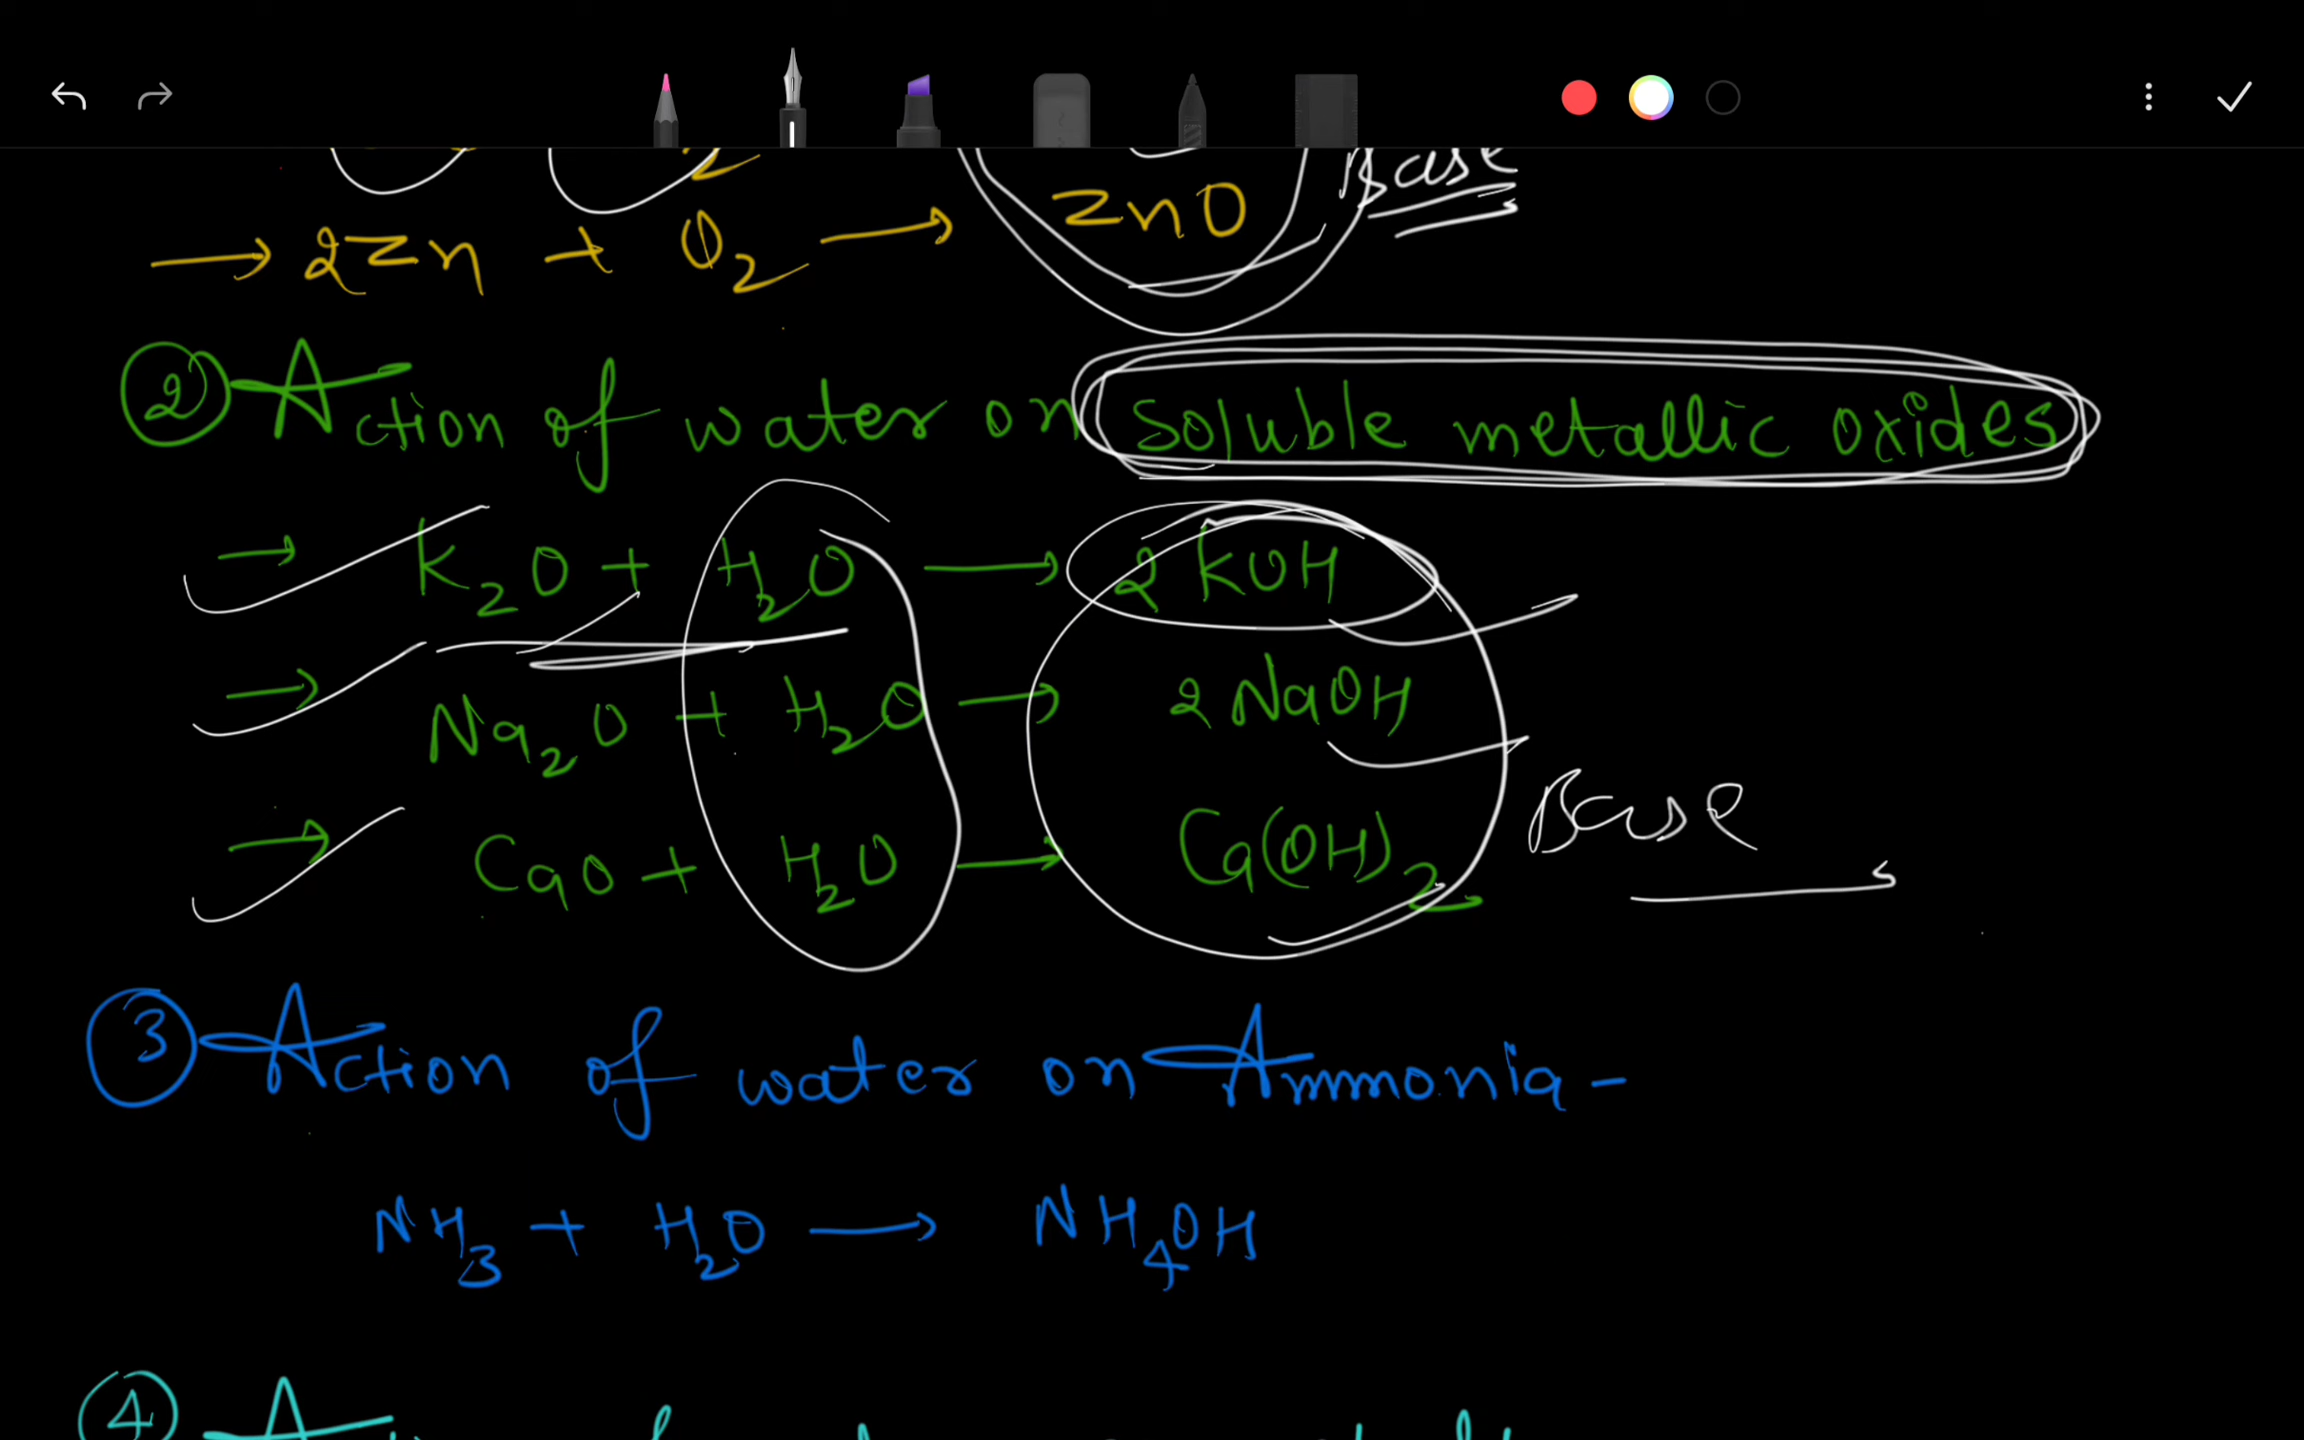 Base
→ 2Zn + O₂ → ZnO
② Action of water on soluble metallic oxides
→ K₂O + H₂O → 2KOH
→ Na₂O + H₂O → 2NaOH
→ CaO + H₂O → Ca(OH)₂
Base
③ Action of water on Ammonia -
NH₃ + H₂O → NH₄OH
④